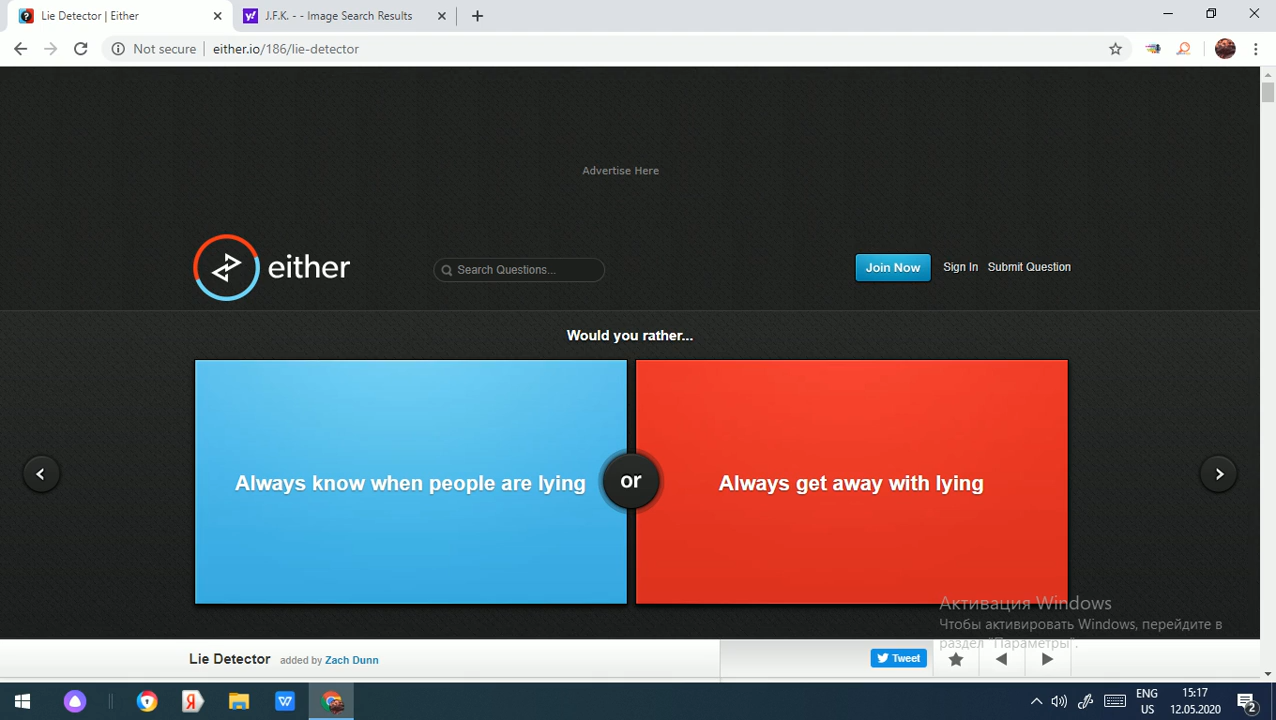 Lie Detector | Either
J.F.K. - - Image Search Results
Not secure
either.io/186/lie-detector
Advertise Here
either
Search Questions...
Join Now
Sign In
Submit Question
Would you rather...
Always know when people are lying
or
Always get away with lying
Активация Windows
Чтобы активировать Windows, перейдите в
раздел "Параметры".
Lie Detector
added by Zach Dunn
Tweet
ENG
US
15:17
12.05.2020
2